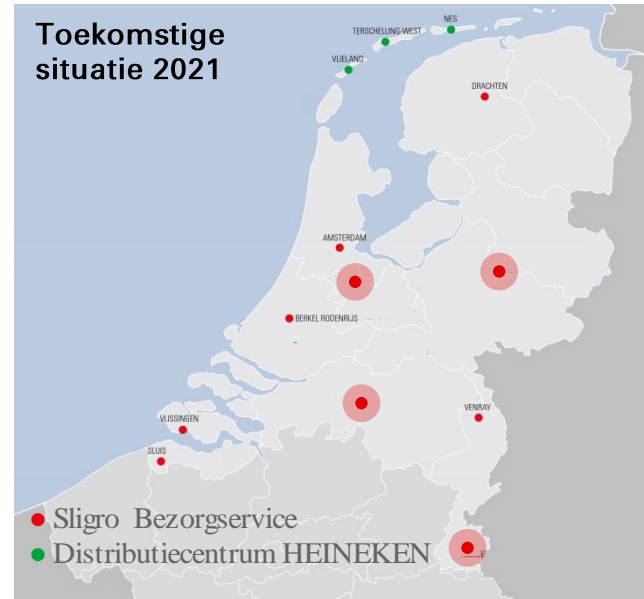 Toekomstige
situatie 2021
NES
TERSCHELLING-WEST
VLIELAND
DRACHTEN
AMSTERDAM
BERKEL RODENRIJS
VENRAY
VLISSINGEN
SLUIS
Sligro Bezorgservice
Distributiecentrum HEINEKEN